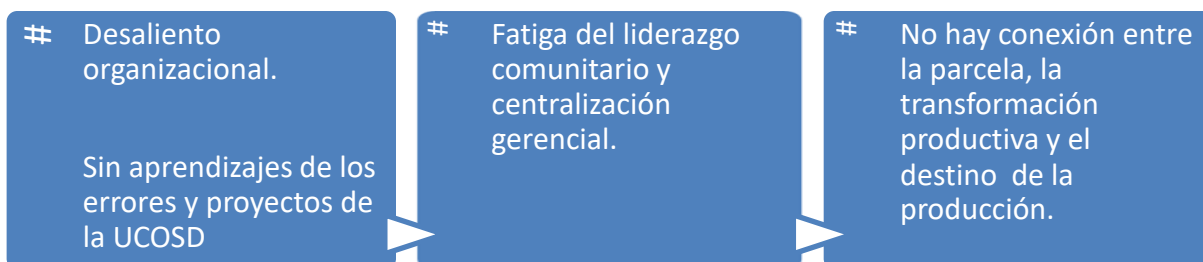 # Desaliento
organizacional.
Sin aprendizajes de los
errores y proyectos de
la UCOSD
# Fatiga del liderazgo
comunitario y
centralización
gerencial.
# No hay conexión entre
la parcela, la
transformación
productiva y el
destino de la
producción.